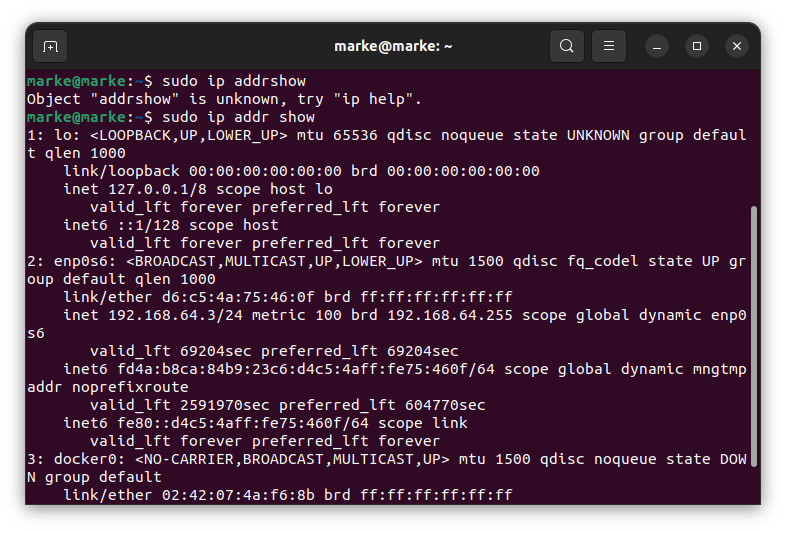 marke@marke: ~
marke@marke:~$ sudo ip addrshow
Object "addrshow" is unknown, try "ip help".
marke@marke:~$ sudo ip addr show
1: lo: <LOOPBACK,UP,LOWER_UP> mtu 65536 qdisc noqueue state UNKNOWN group defaul
t qlen 1000
    link/loopback 00:00:00:00:00:00 brd 00:00:00:00:00:00
    inet 127.0.0.1/8 scope host lo
       valid_lft forever preferred_lft forever
    inet6 ::1/128 scope host
       valid_lft forever preferred_lft forever
2: enp0s6: <BROADCAST,MULTICAST,UP,LOWER_UP> mtu 1500 qdisc fq_codel state UP gr
oup default qlen 1000
    link/ether d6:c5:4a:75:46:0f brd ff:ff:ff:ff:ff:ff
    inet 192.168.64.3/24 metric 100 brd 192.168.64.255 scope global dynamic enp0
s6
       valid_lft 69204sec preferred_lft 69204sec
    inet6 fd4a:b8ca:84b9:23c6:d4c5:4aff:fe75:460f/64 scope global dynamic mngtmp
addr noprefixroute
       valid_lft 2591970sec preferred_lft 604770sec
    inet6 fe80::d4c5:4aff:fe75:460f/64 scope link
       valid_lft forever preferred_lft forever
3: docker0: <NO-CARRIER,BROADCAST,MULTICAST,UP> mtu 1500 qdisc noqueue state DOW
N group default
    link/ether 02:42:07:4a:f6:8b brd ff:ff:ff:ff:ff:ff